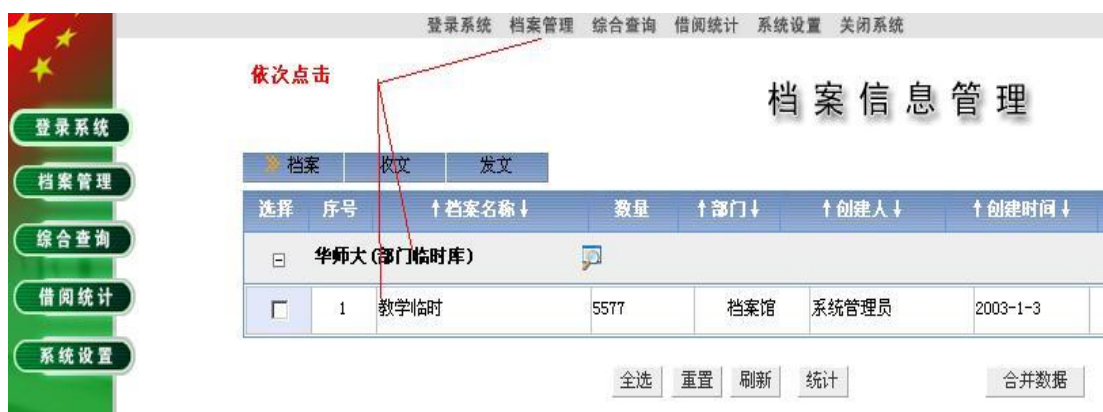 登录系统 档案管理 综合查询 借阅统计 系统设置 关闭系统
依次点击
档案信息管理
登录系统
档案管理
综合查询
借阅统计
系统设置
档案 收文 发文
选择 序号 ↑档案名称↓ 数量 ↑部门↓ ↑创建人↓ ↑创建时间↓
华师大(部门临时库)
1 教学临时 5577 档案馆 系统管理员 2003-1-3
全选 重置 刷新 统计 合并数据